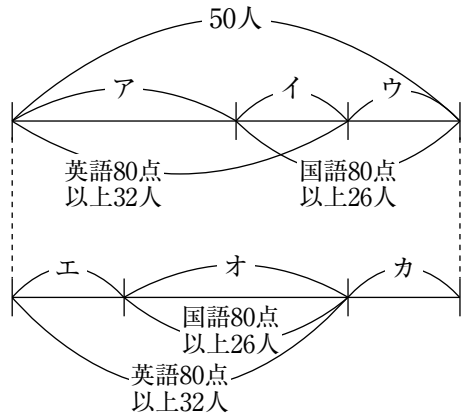 50人
ア
イ
ウ
英語80点
以上32人
国語80点
以上26人
エ
オ
カ
国語80点
以上26人
英語80点
以上32人